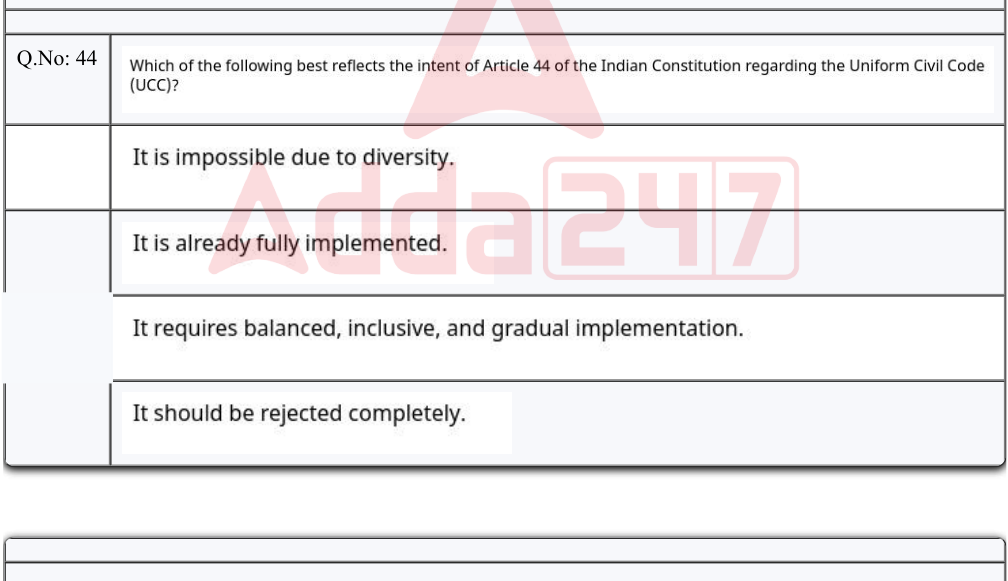 Q.No: 44
Which of the following best reflects the intent of Article 44 of the Indian Constitution regarding the Uniform Civil Code
(UCC)?
It is impossible due to diversity.
Adda247
It is already fully implemented.
It requires balanced, inclusive, and gradual implementation.
It should be rejected completely.